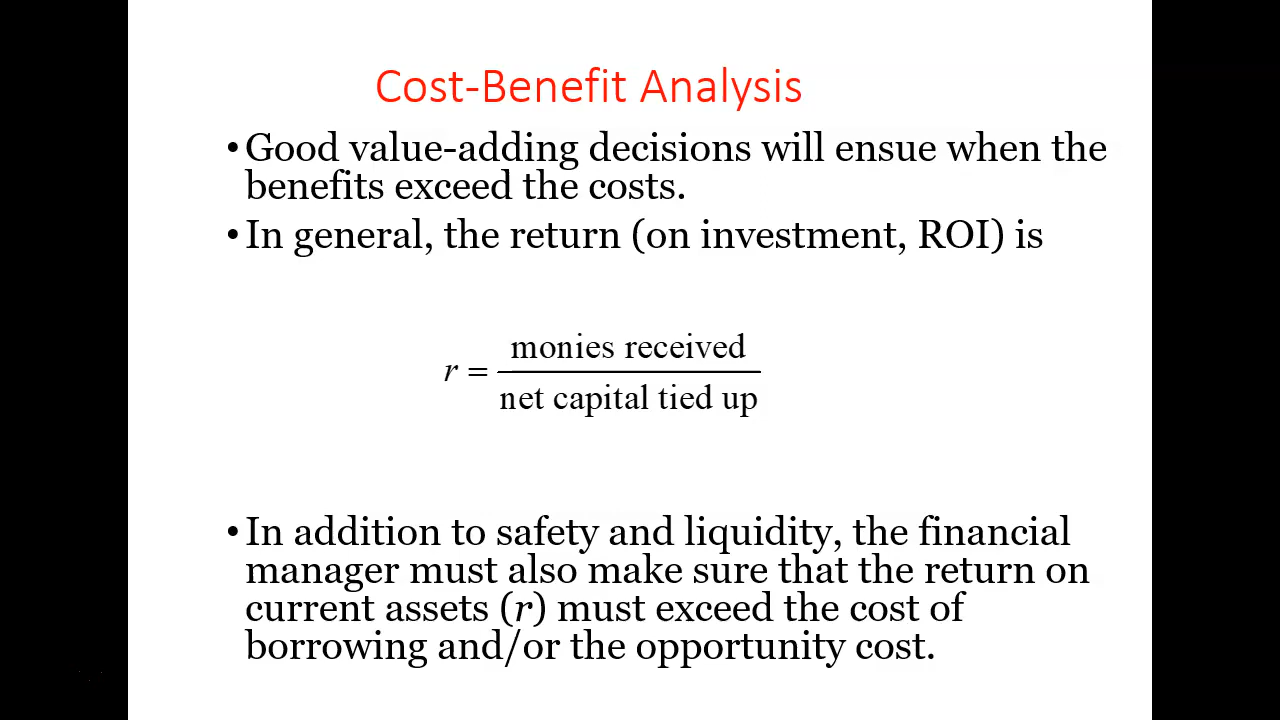 Cost-Benefit Analysis
•Good value-adding decisions will ensue when the
benefits exceed the costs.
•In general, the return (on investment, ROI) is
r = monies received / net capital tied up
•In addition to safety and liquidity, the financial
manager must also make sure that the return on
current assets (r) must exceed the cost of
borrowing and/or the opportunity cost.